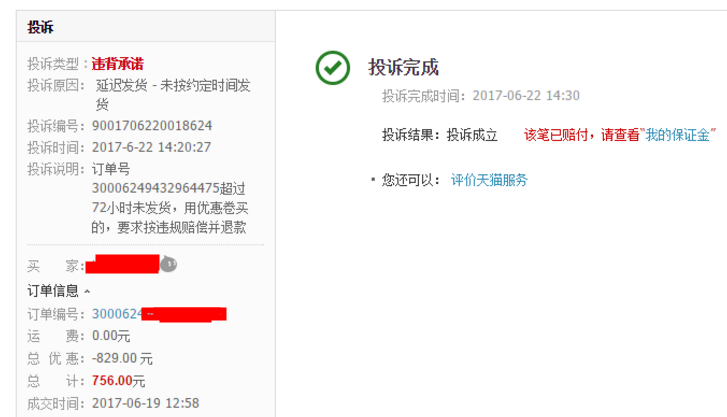 投诉
投诉类型：违背承诺
投诉原因： 延迟发货 - 未按约定时间发
货
投诉编号：9001706220018624
投诉时间：2017-6-22 14:20:27
投诉说明：订单号
30006249432964475超过
72小时未发货，用优惠卷买
的，要求按违规赔偿并退款
买 家：
订单信息
订单编号：3000624
运 费：0.00元
总 优 惠：-829.00 元
总 计：756.00元
成交时间：2017-06-19 12:58
投诉完成
投诉完成时间：2017-06-22 14:30
投诉结果：投诉成立 该笔已赔付，请查看"我的保证金"
· 您还可以： 评价天猫服务